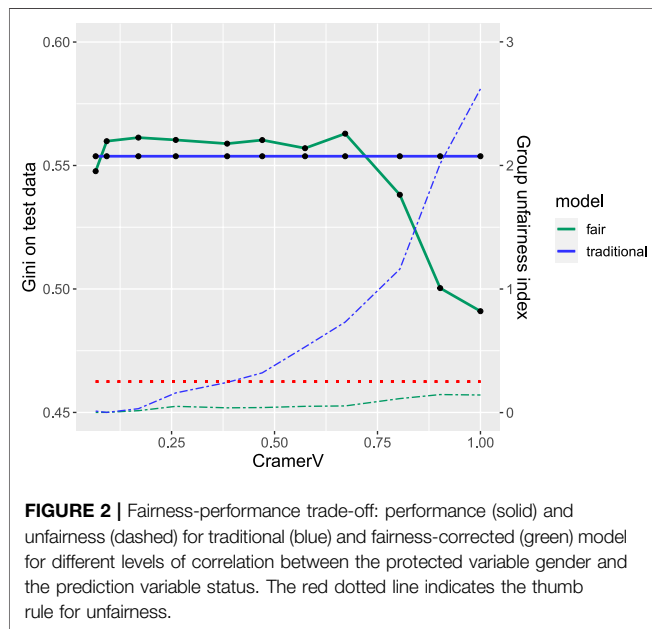 0.60
0.55
0.50
0.45
Gini on test data
3
2
1
0
Group unfairness index
0.25
0.50
0.75
1.00
CramerV
model
fair
traditional
FIGURE 2 | Fairness-performance trade-off: performance (solid) and
unfairness (dashed) for traditional (blue) and fairness-corrected (green) model
for different levels of correlation between the protected variable gender and
the prediction variable status. The red dotted line indicates the thumb
rule for unfairness.